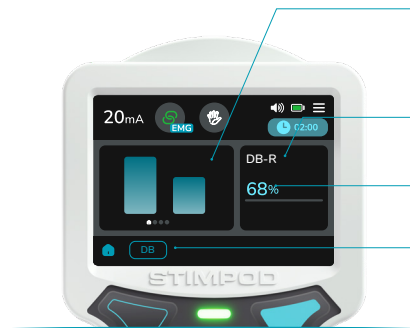 20mA
EMG
02:00
DB-R
68%
DB
STIMPOD